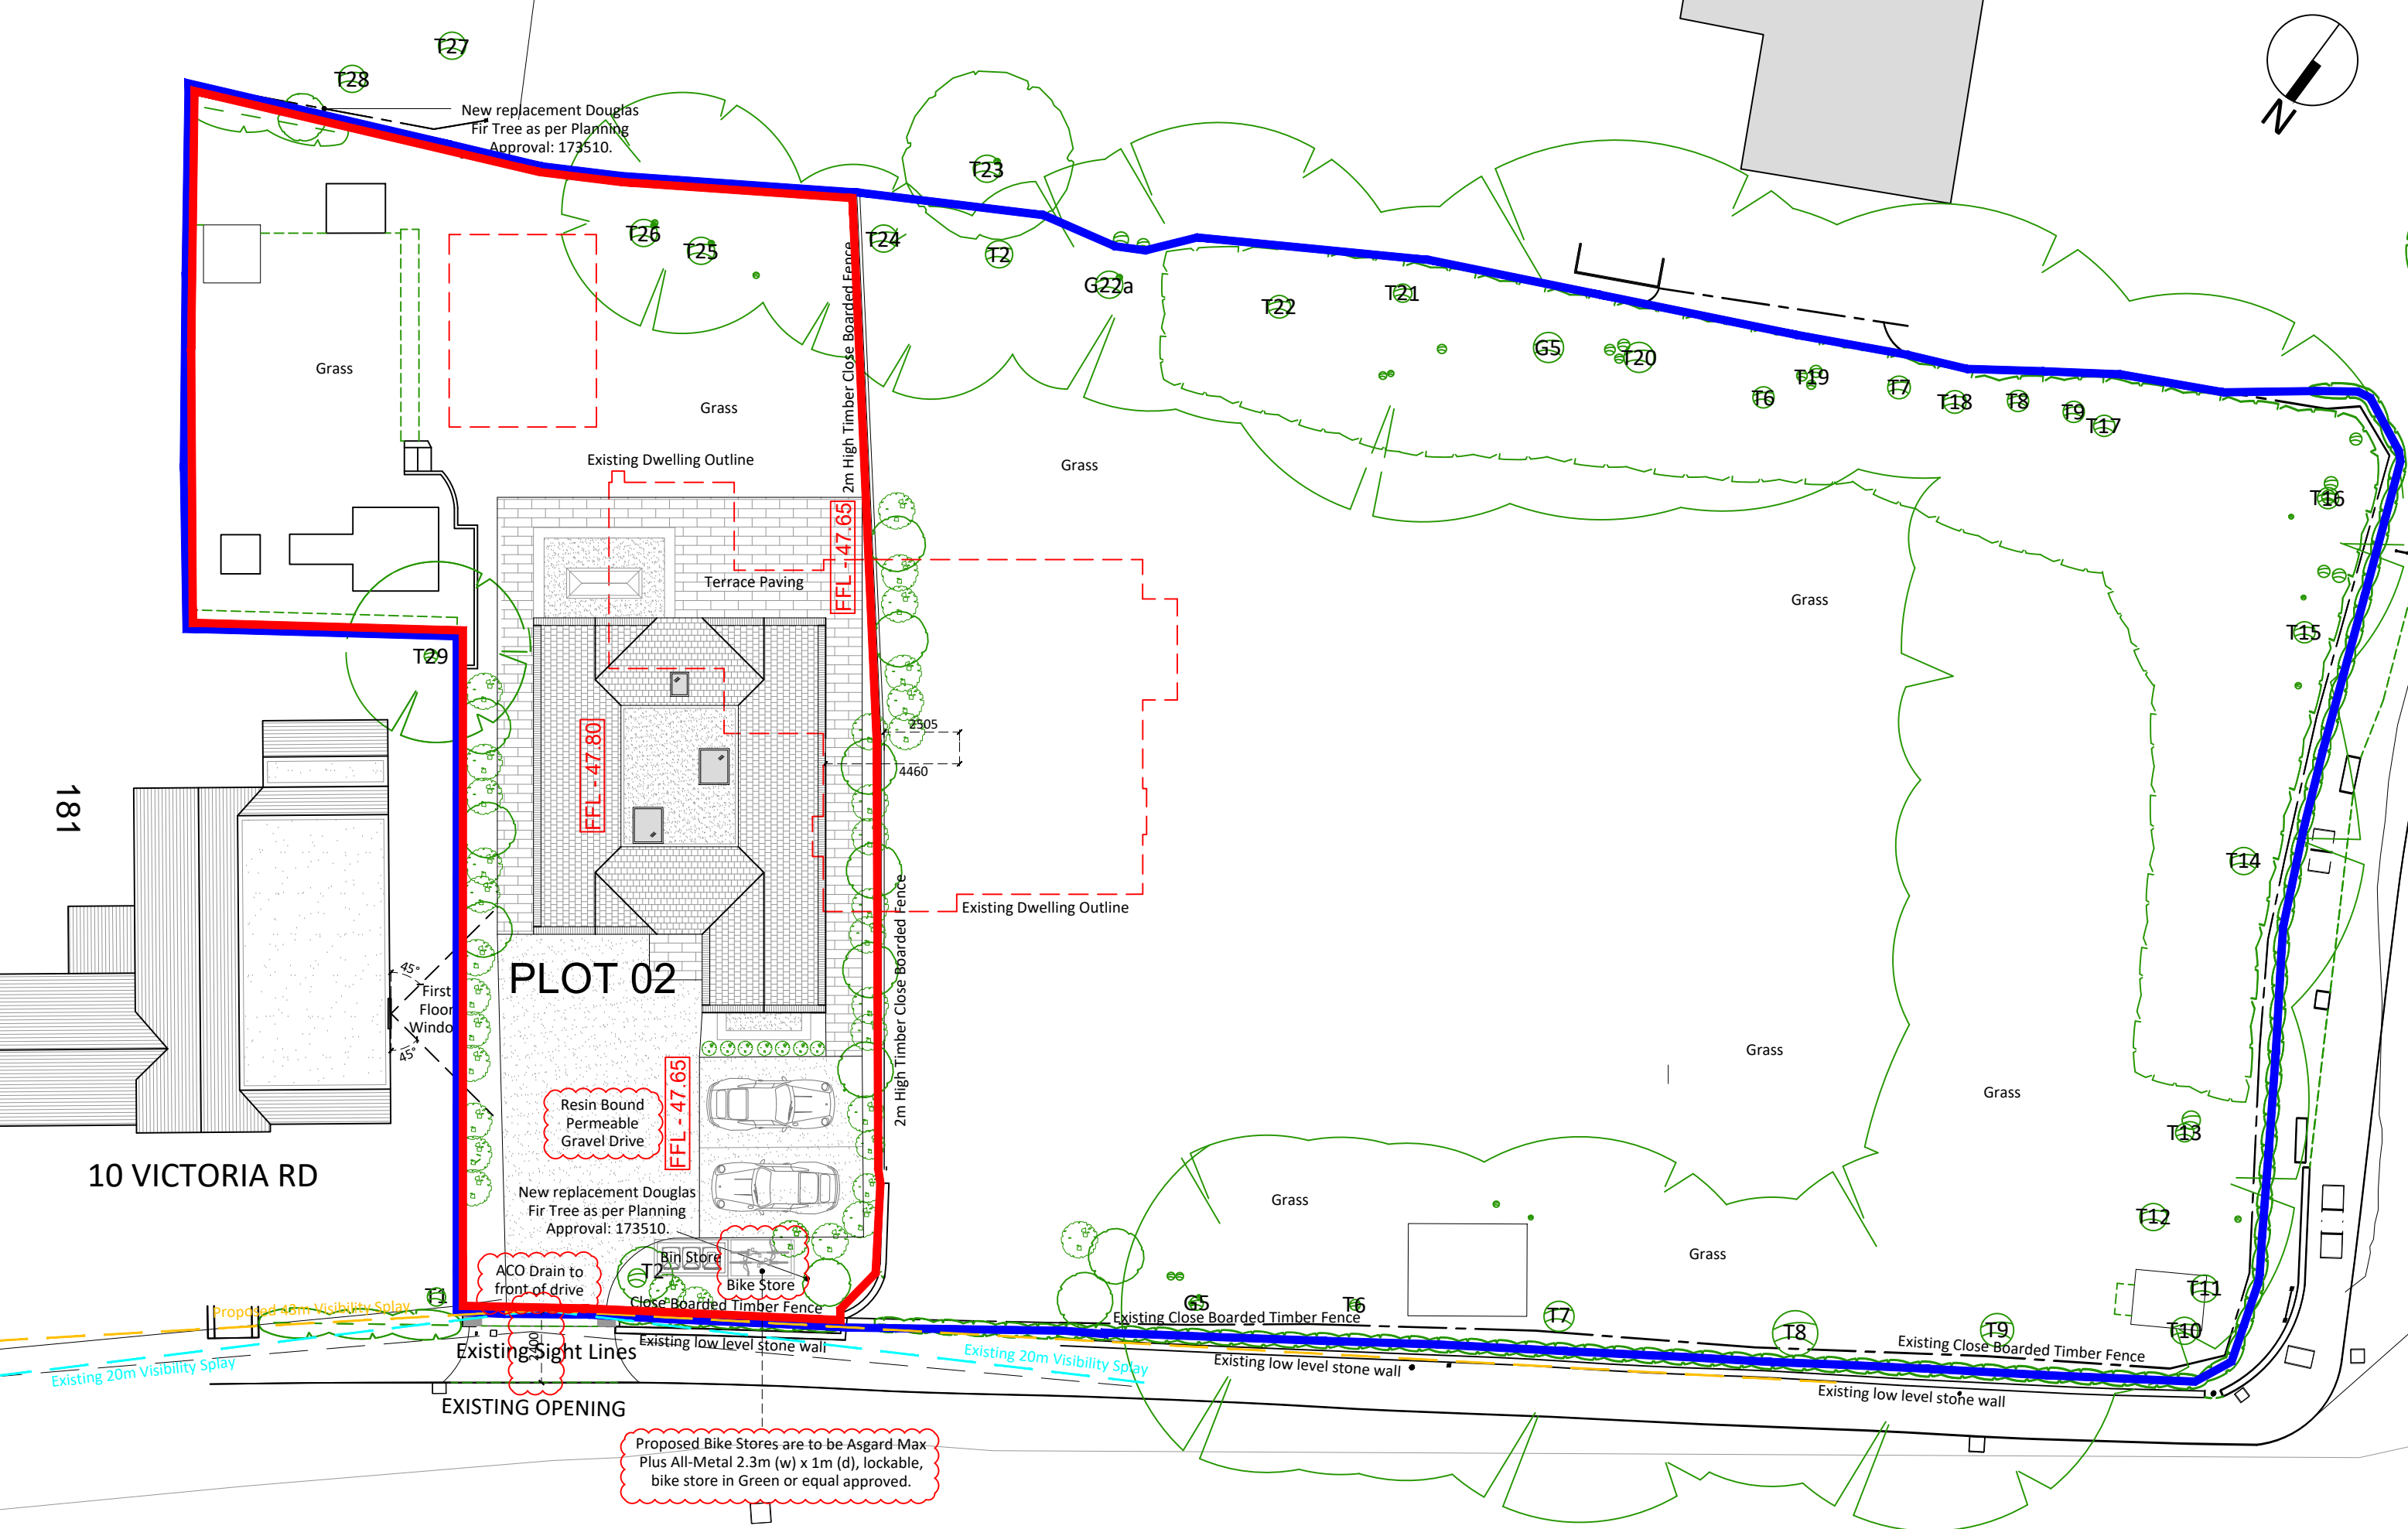 T27
T28
New replacement Douglas
Fir Tree as per Planning
Approval: 173510.
N
T23
T26
T25
T24
T2
G22a
T22
T21
G5
T20
T6
T19
T7
T18
T8
T9
T17
T16
2m High Timber Close Boarded Fence
Grass
Grass
Existing Dwelling Outline
Grass
FFL - 47.65
Terrace Paving
Grass
T15
T29
FFL - 47.80
2505
4460
181
T14
2m High Timber Close Boarded Fence
Existing Dwelling Outline
45°
First
Floor
Windo
45°
PLOT 02
Grass
Grass
FFL - 47.65
Resin Bound
Permeable
Gravel Drive
T13
10 VICTORIA RD
New replacement Douglas
Fir Tree as per Planning
Approval: 173510.
Grass
T12
Grass
Bin Store
T2
ACO Drain to
front of drive
Bike Store
T1
T11
Proposed 43m Visibility Splay
Close Boarded Timber Fence
G5
T6
Existing Close Boarded Timber Fence
T7
T8
T9
T10
Existing low level stone wall
Existing Sight Lines
Existing Close Boarded Timber Fence
Existing 20m Visibility Splay
Existing 20m Visibility Splay
Existing low level stone wall
Existing low level stone wall
EXISTING OPENING
Proposed Bike Stores are to be Asgard Max
Plus All-Metal 2.3m (w) x 1m (d), lockable,
bike store in Green or equal approved.